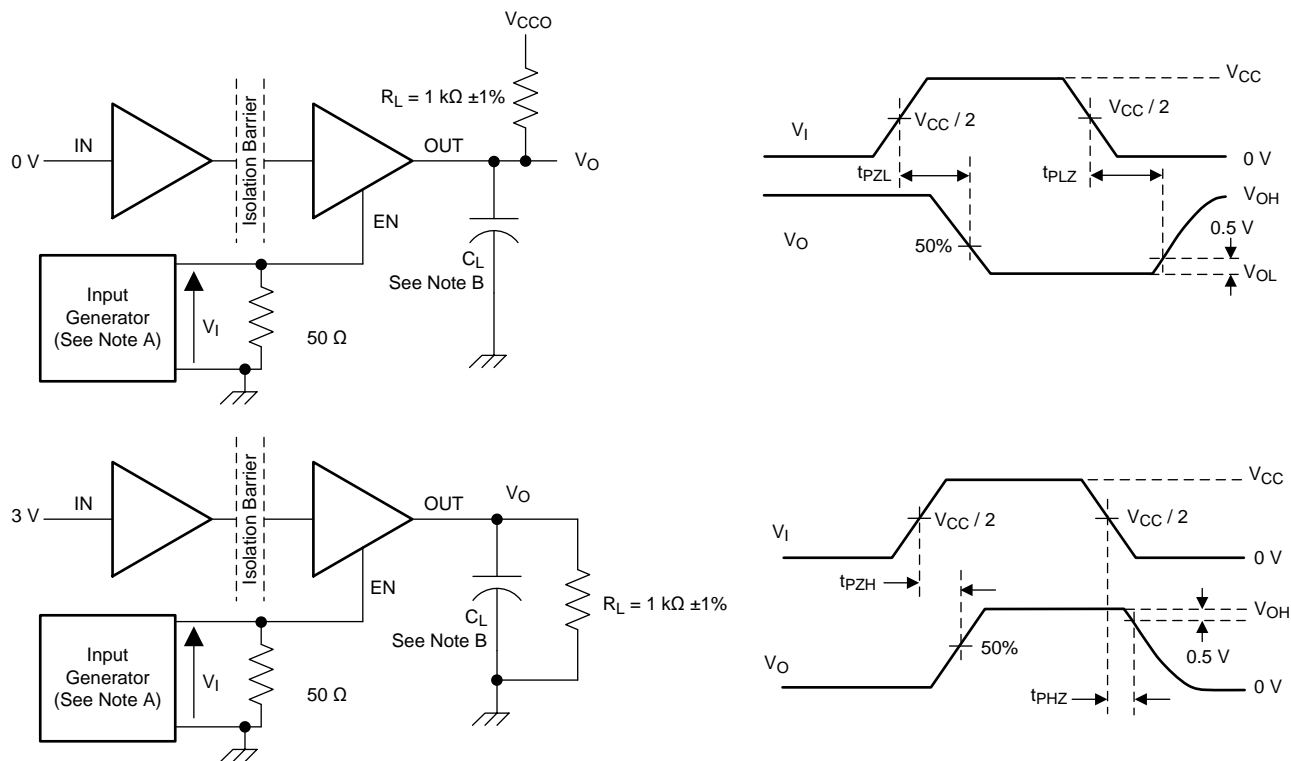 VCCO
RL = 1 kΩ ±1%
0 V
IN
Isolation Barrier
OUT
VO
EN
CL
See Note B
Input
Generator
(See Note A)
VI
50 Ω
VCC
VI
VCC / 2
VCC / 2
0 V
tPZL
tPLZ
VOH
0.5 V
VO
50%
VOL
3 V
IN
Isolation Barrier
OUT
VO
EN
CL
See Note B
RL = 1 kΩ ±1%
Input
Generator
(See Note A)
VI
50 Ω
VCC
VI
VCC / 2
VCC / 2
0 V
tPZH
VOH
0.5 V
VO
50%
0 V
tPHZ